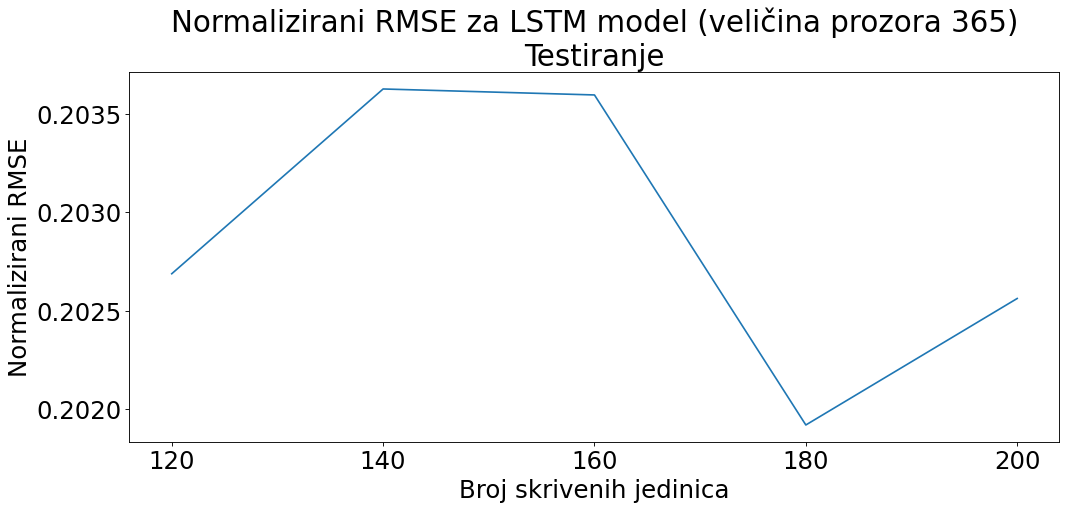 Normalizirani RMSE za LSTM model (veličina prozora 365)
Testiranje
Normalizirani RMSE
0.2035
0.2030
0.2025
0.2020
120 140 160 180 200
Broj skrivenih jedinica